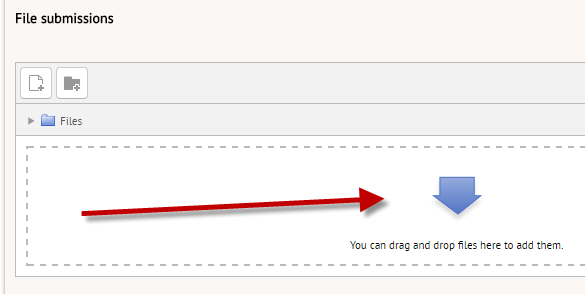 File submissions
Files
You can drag and drop files here to add them.